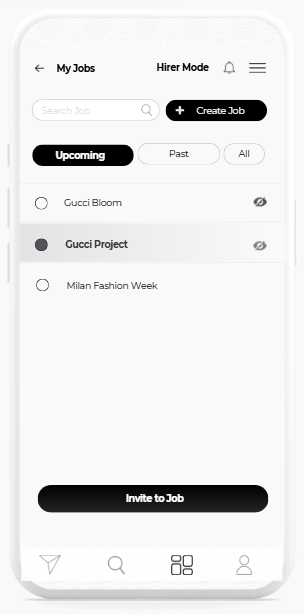 My Jobs
Hirer Mode
Search Job
Create Job
Upcoming
Past
All
Gucci Bloom
Gucci Project
Milan Fashion Week
Invite to Job